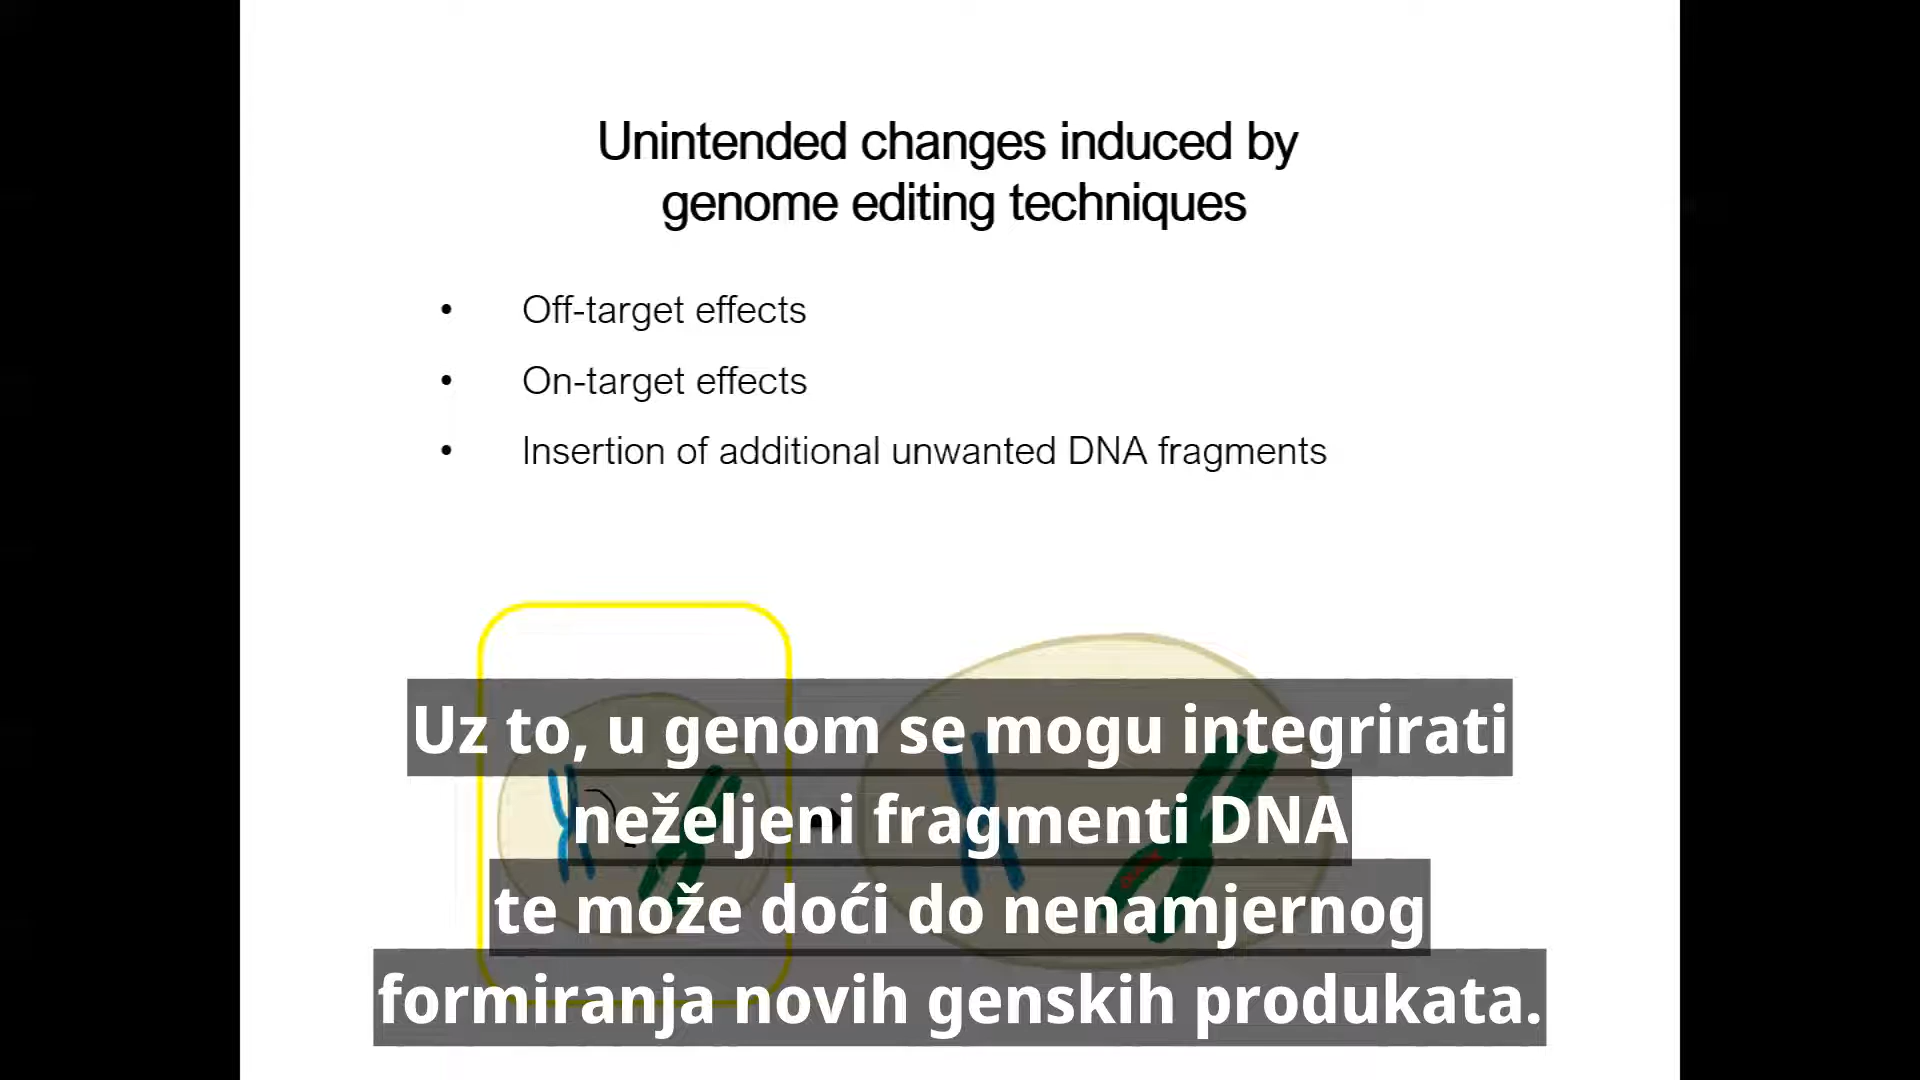 Unintended changes induced by
genome editing techniques
• Off-target effects
• On-target effects
• Insertion of additional unwanted DNA fragments
Uz to, u genom se mogu integrirati
neželjeni fragmenti DNA
te može doći do nenamjernog
formiranja novih genskih produkata.